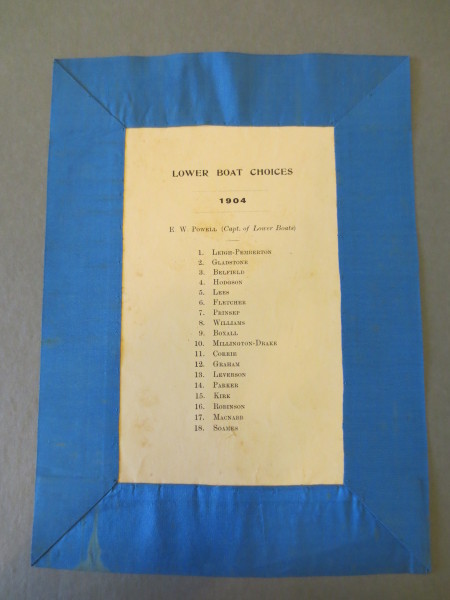 LOWER BOAT CHOICES
1904
E. W. Powell (Capt. of Lower Boats)
1. Leigh-Pemberton
2. Gladstone
3. Belfield
4. Hodgson
5. Lees
6. Fletcher
7. Prinsep
8. Williams
9. Boxall
10. Millington-Drake
11. Corrie
12. Graham
13. Leverson
14. Parker
15. Kirk
16. Robinson
17. Macnabb
18. Soames